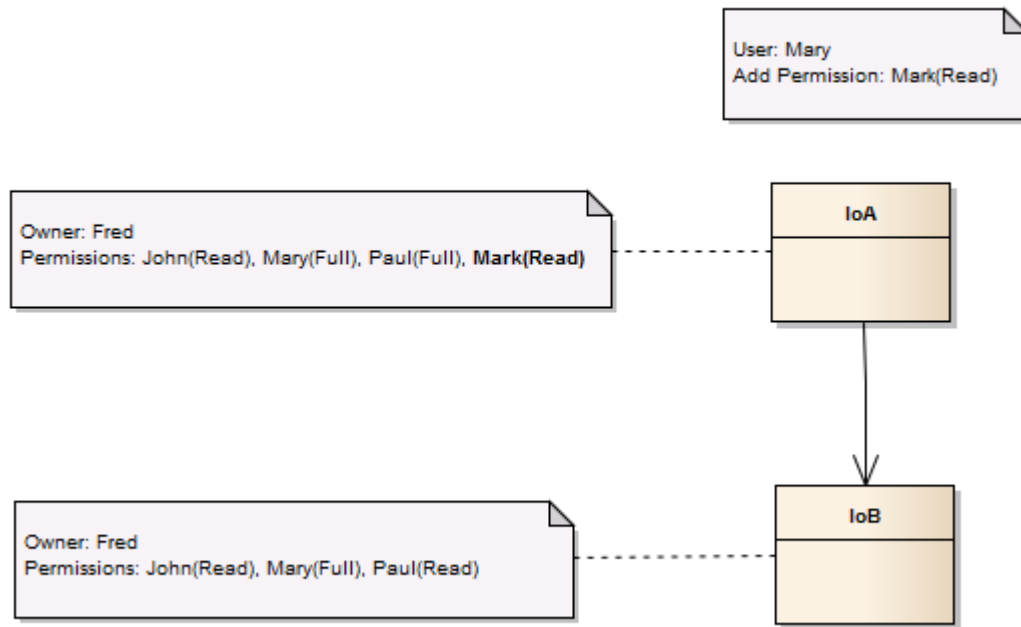 User: Mary
Add Permission: Mark(Read)
IoA
Owner: Fred
Permissions: John(Read), Mary(Full), Paul(Full), Mark(Read)
IoB
Owner: Fred
Permissions: John(Read), Mary(Full), Paul(Read)